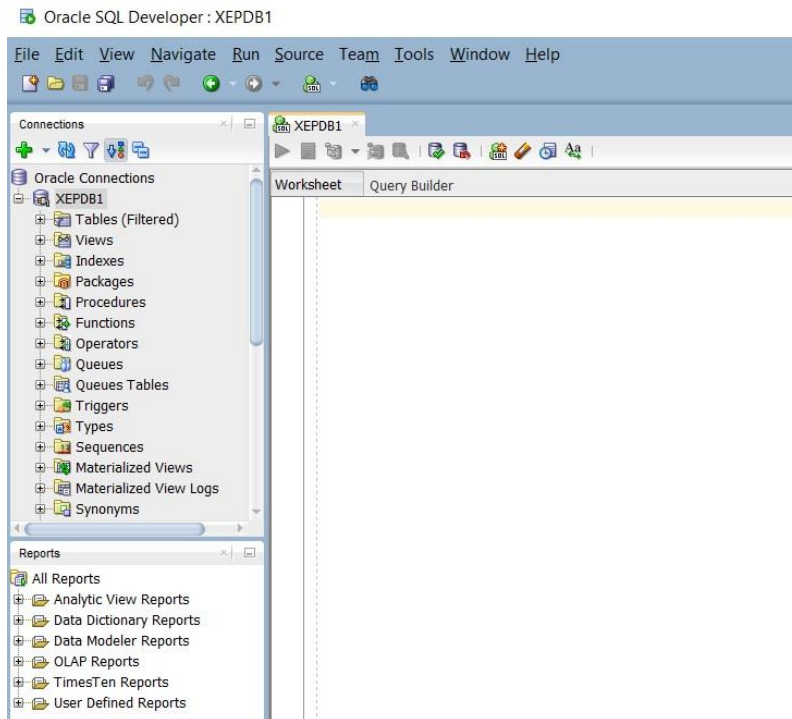 Oracle SQL Developer : XEPDB1
File Edit View Navigate Run Source Team Tools Window Help
Connections
Oracle Connections
XEPDB1
Tables (Filtered)
Views
Indexes
Packages
Procedures
Functions
Operators
Queues
Queues Tables
Triggers
Types
Sequences
Materialized Views
Materialized View Logs
Synonyms
Reports
All Reports
Analytic View Reports
Data Dictionary Reports
Data Modeler Reports
OLAP Reports
TimesTen Reports
User Defined Reports
XEPDB1
Worksheet Query Builder